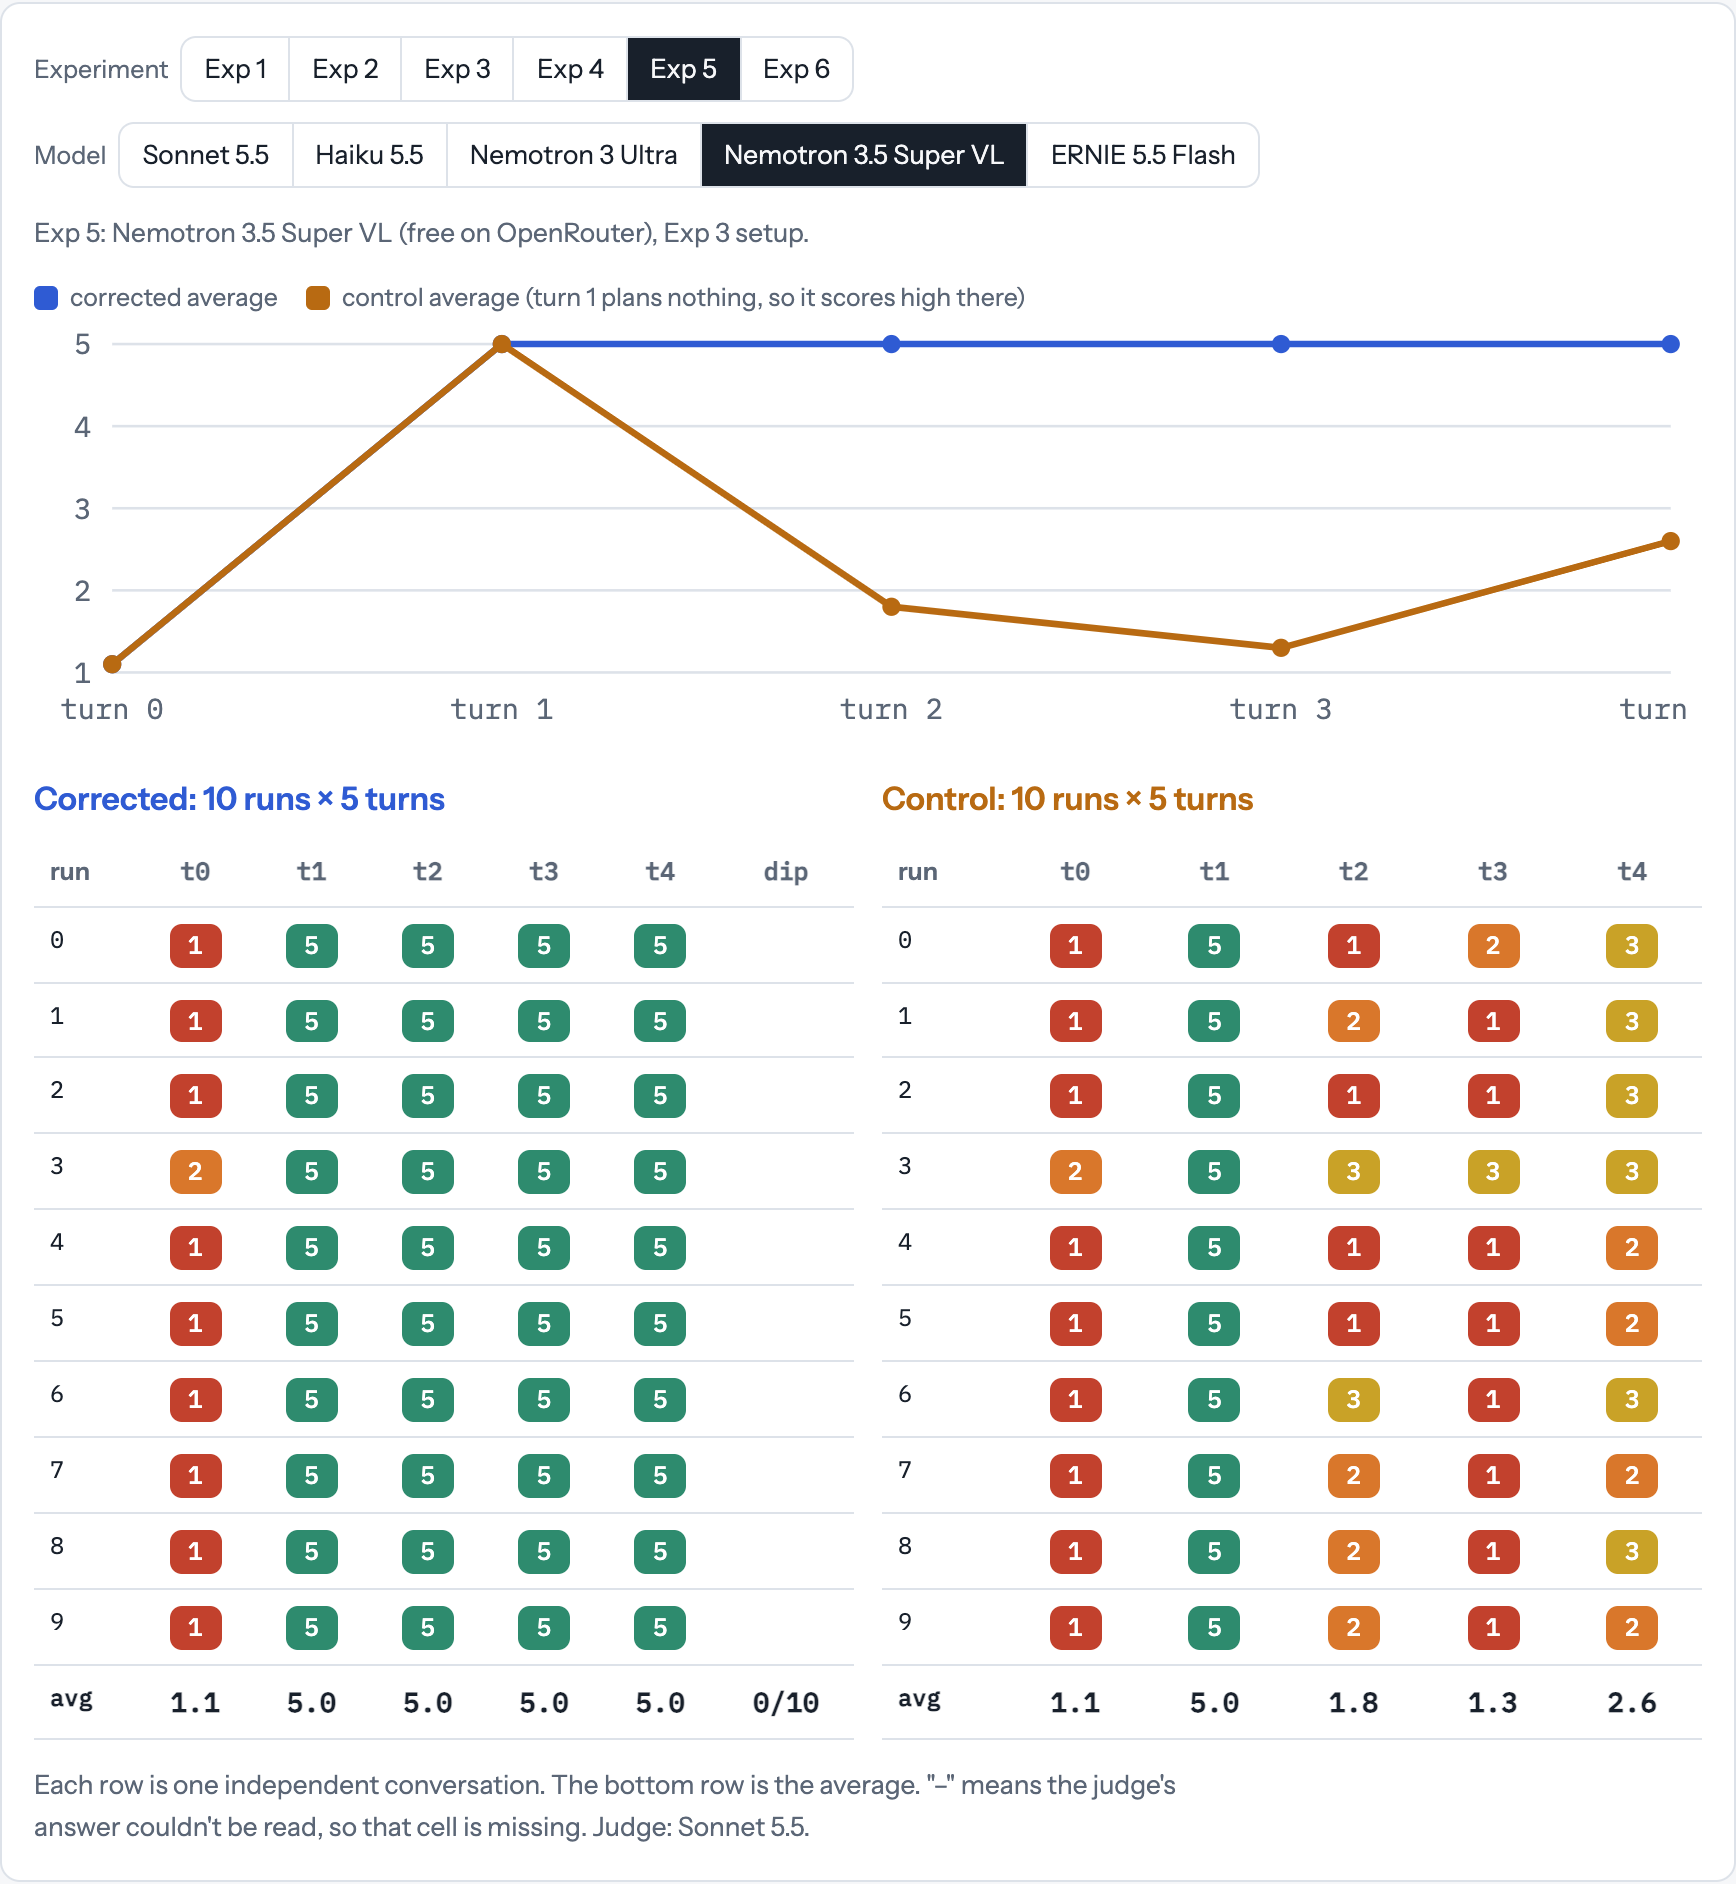 Experiment Exp 1 Exp 2 Exp 3 Exp 4 Exp 5 Exp 6
Model Sonnet 5.5 Haiku 5.5 Nemotron 3 Ultra Nemotron 3.5 Super VL ERNIE 5.5 Flash
Exp 5: Nemotron 3.5 Super VL (free on OpenRouter), Exp 3 setup.
corrected average control average (turn 1 plans nothing, so it scores high there)
5
4
3
2
1
turn 0 turn 1 turn 2 turn 3 turn
Corrected: 10 runs × 5 turns
run t0 t1 t2 t3 t4 dip
0 1 5 5 5 5
1 1 5 5 5 5
2 1 5 5 5 5
3 2 5 5 5 5
4 1 5 5 5 5
5 1 5 5 5 5
6 1 5 5 5 5
7 1 5 5 5 5
8 1 5 5 5 5
9 1 5 5 5 5
avg 1.1 5.0 5.0 5.0 5.0 0/10
Control: 10 runs × 5 turns
run t0 t1 t2 t3 t4
0 1 5 1 2 3
1 1 5 2 1 3
2 1 5 1 1 3
3 2 5 3 3 3
4 1 5 1 1 2
5 1 5 1 1 2
6 1 5 3 1 3
7 1 5 2 1 2
8 1 5 2 1 3
9 1 5 2 1 2
avg 1.1 5.0 1.8 1.3 2.6
Each row is one independent conversation. The bottom row is the average. "–" means the judge's
answer couldn't be read, so that cell is missing. Judge: Sonnet 5.5.